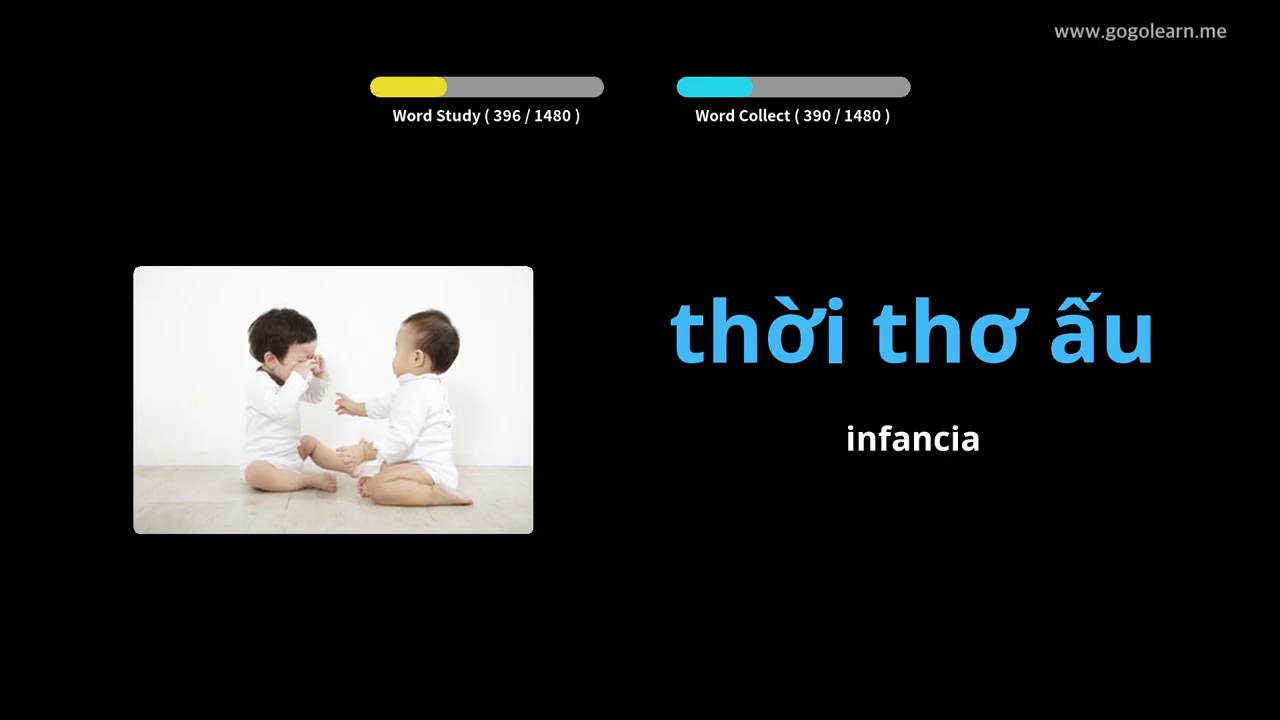 www.gogolearn.me
Word Study ( 396 / 1480 )
Word Collect ( 390 / 1480 )
thời thơ ấu
infancia